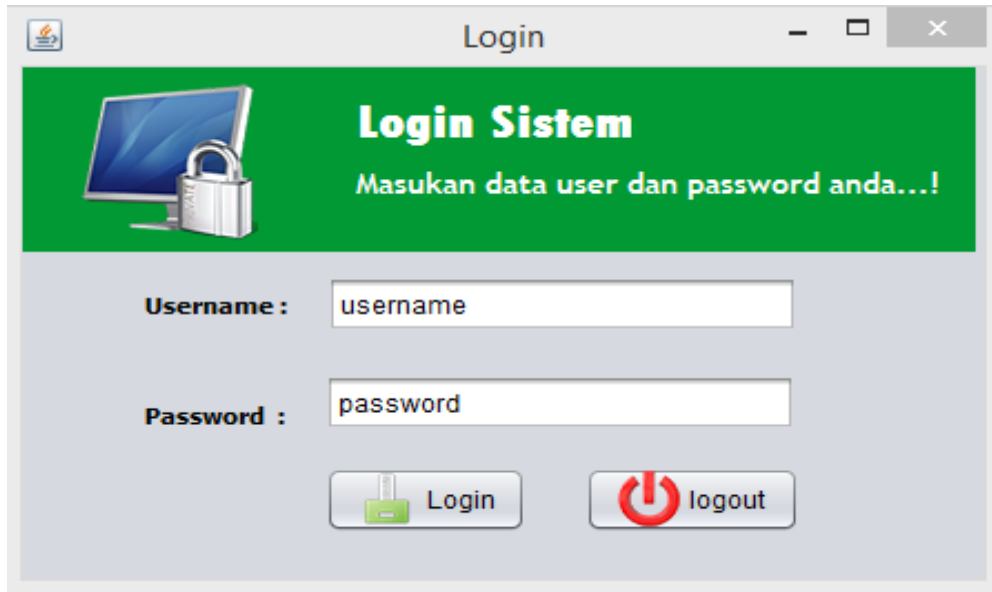 Login
Login Sistem
Masukan data user dan password anda...!
Username :
username
Password :
password
Login
logout